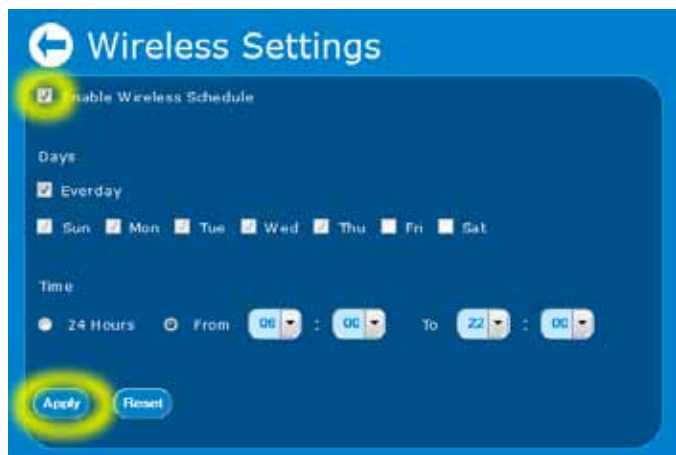 Wireless Settings
Enable Wireless Schedule
Days
Everday
Sun Mon Tue Wed Thu Fri Sat
Time
24 Hours From 06 : 00 To 22 : 00
Apply Reset